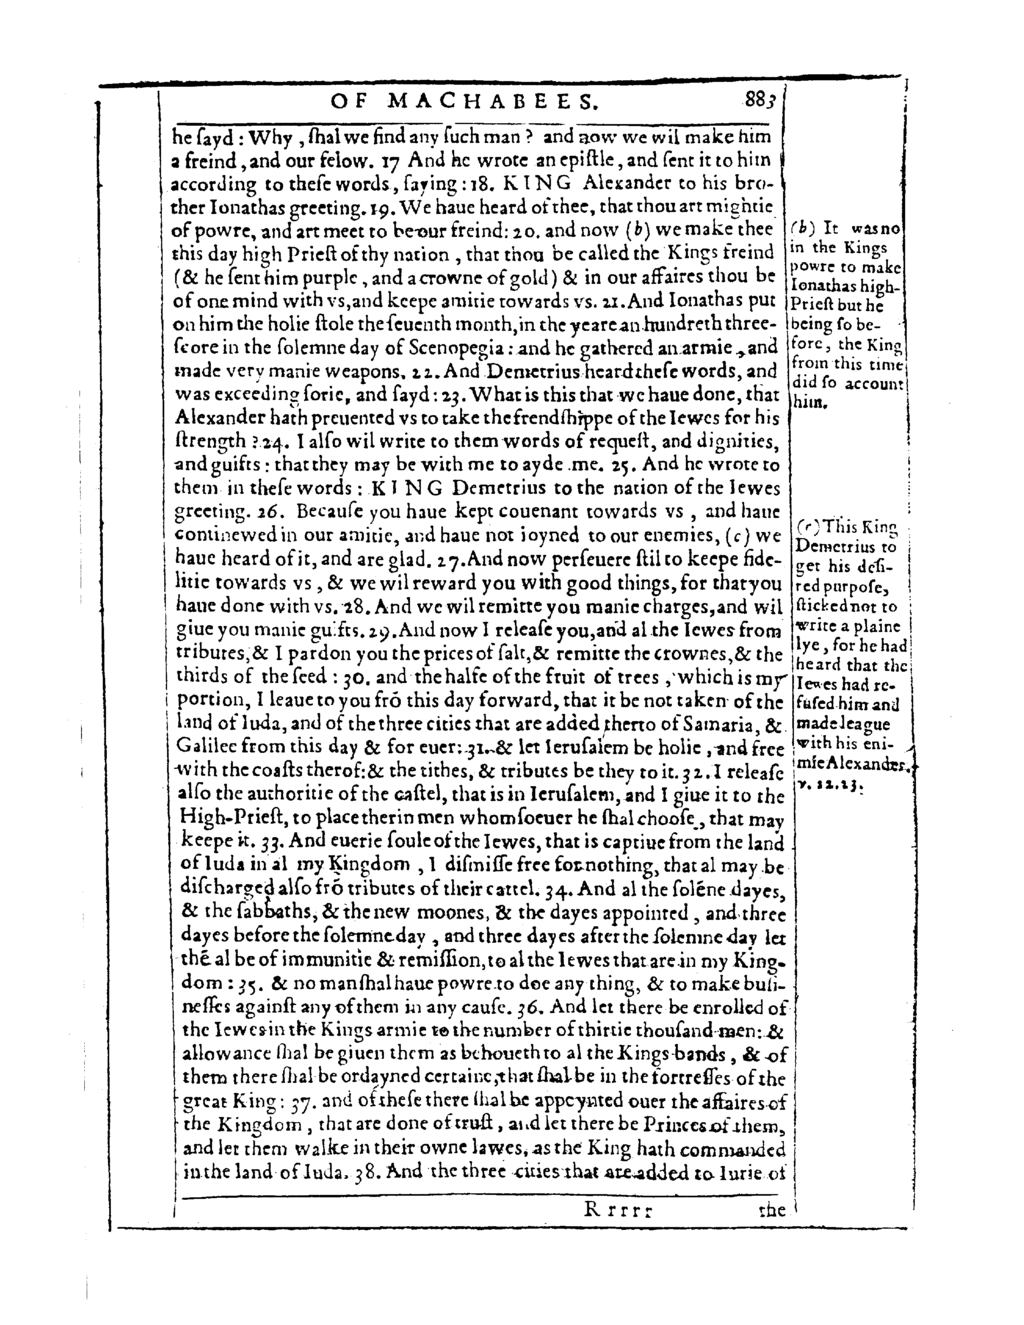 OF MACHABEES. 883
he ſayd : Why , ſhal we find any ſuch man ? and now we wil make him
a freind , and our felow. 17 And he wrote an epiſtle , and ſent it to him
according to theſe words , ſaying : 18. KING Alexander to his bro-
ther Ionathas greeting. 19. We haue heard of thee, that thou art mightie
of powre, and art meet to be our freind: 20. and now (b) we make thee
this day high Prieſt of thy nation , that thou be called the Kings freind
(& he ſent him purple , and a crowne of gold) & in our affaires thou be
of one mind with vs, and keepe amitie towards vs. 21. And Ionathas put
on him the holie ſtole the ſeuenth month, in the yeare an hundreth three-
ſcore in the ſolemne day of Scenopegia : and he gathered an armie , and
made very manie weapons. 22. And Demetrius heard theſe words, and
was exceeding ſorie, and ſayd : 23. What is this that we haue done, that
Alexander hath preuented vs to take the frendſhippe of the Iewes for his
ſtrength ? 24. I alſo wil write to them words of requeſt, and dignities,
and guifts : that they may be with me to ayde me. 25. And he wrote to
them in theſe words : KING Demetrius to the nation of the Iewes
greeting. 26. Becauſe you haue kept couenant towards vs , and haue
continewed in our amitie, and haue not ioyned to our enemies, (c) we
haue heard of it, and are glad. 27. And now perſeuere ſtil to keepe fide-
litie towards vs , & we wil reward you with good things, for that you
haue done with vs. 28. And we wil remitte you manie charges, and wil
giue you manie guifts. 29. And now I releaſe you, and al the Iewes from
tributes, & I pardon you the prices of ſalt, & remitte the crownes, & the
thirds of the ſeed : 30. and the halfe of the fruit of trees , which is my
portion, I leaue to you frō this day forward, that it be not taken of the
land of Iuda, and of the three cities that are added therto of Samaria, &
Galilee from this day & for euer: 31. & let Ieruſalem be holie , and free
with the coaſts therof: & the tithes, & tributes be they to it. 32. I releaſe
alſo the authoritie of the caſtel, that is in Ieruſalem, and I giue it to the
High-Prieſt, to place therin men whomſoeuer he ſhal chooſe , that may
keepe it. 33. And euerie ſoule of the Iewes, that is captiue from the land
of Iuda in al my Kingdom , I diſmiſſe free for nothing, that al may be
diſcharged alſo frō tributes of their cattel. 34. And al the ſolēne dayes,
& the ſabbaths, & the new moones, & the dayes appointed , and three
dayes before the ſolemne day , and three dayes after the ſolemne day let
thē al be of immunitie & remiſſion, to al the Iewes that are in my King-
dom : 35. & no man ſhal haue powre to doe any thing, & to make buſi-
neſſes againſt any of them in any cauſe. 36. And let there be enrolled of
the Iewes in the Kings armie to the number of thirtie thouſand men: &
allowance ſhal be giuen them as behoueth to al the Kings bands , & of
them there ſhal be ordayned certaine, that ſhal be in the fortreſſes of the
great King : 37. and of theſe there ſhal be appoynted ouer the affaires of
the Kingdom , that are done of truſt, and let there be Princes of them,
and let them walke in their owne lawes, as the King hath commanded
in the land of Iuda. 38. And the three cities that are added to Iurie of
Rrrrr the
(b) It was no
in the Kings
powre to make
Ionathas high-
Prieſt but he
being ſo be-
fore, the King
from this time
did ſo account
him.
(c) This King
Demetrius to
get his deſi-
red purpoſe,
ſticked not to
write a plaine
lye , for he had
heard that the
Iewes had re-
fuſed him and
made league
with his eni-
mie Alexander.
v. 22. 23.